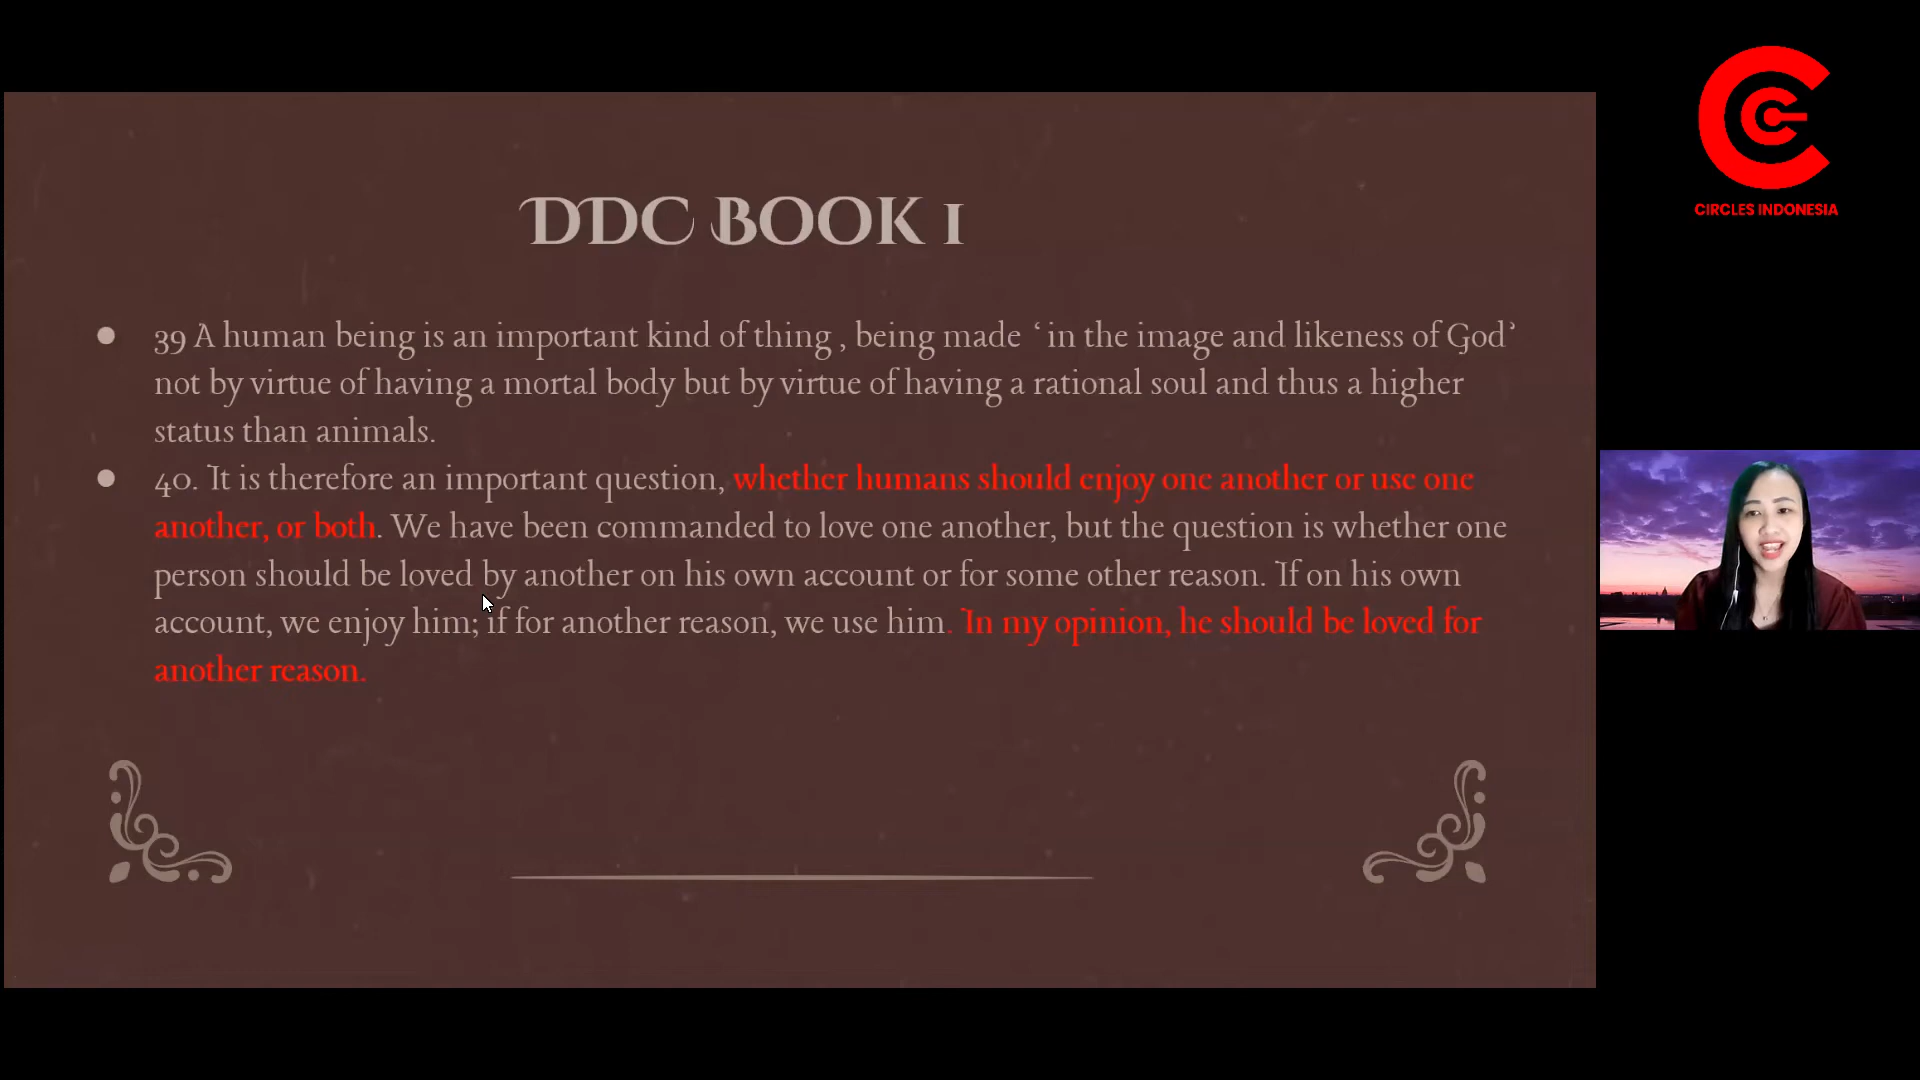 DDC BOOK 1
39 A human being is an important kind of thing , being made ‘ in the image and likeness of God’
not by virtue of having a mortal body but by virtue of having a rational soul and thus a higher
status than animals.
40. It is therefore an important question, whether humans should enjoy one another or use one
another, or both. We have been commanded to love one another, but the question is whether one
person should be loved by another on his own account or for some other reason. If on his own
account, we enjoy him; if for another reason, we use him. In my opinion, he should be loved for
another reason.
CIRCLES INDONESIA